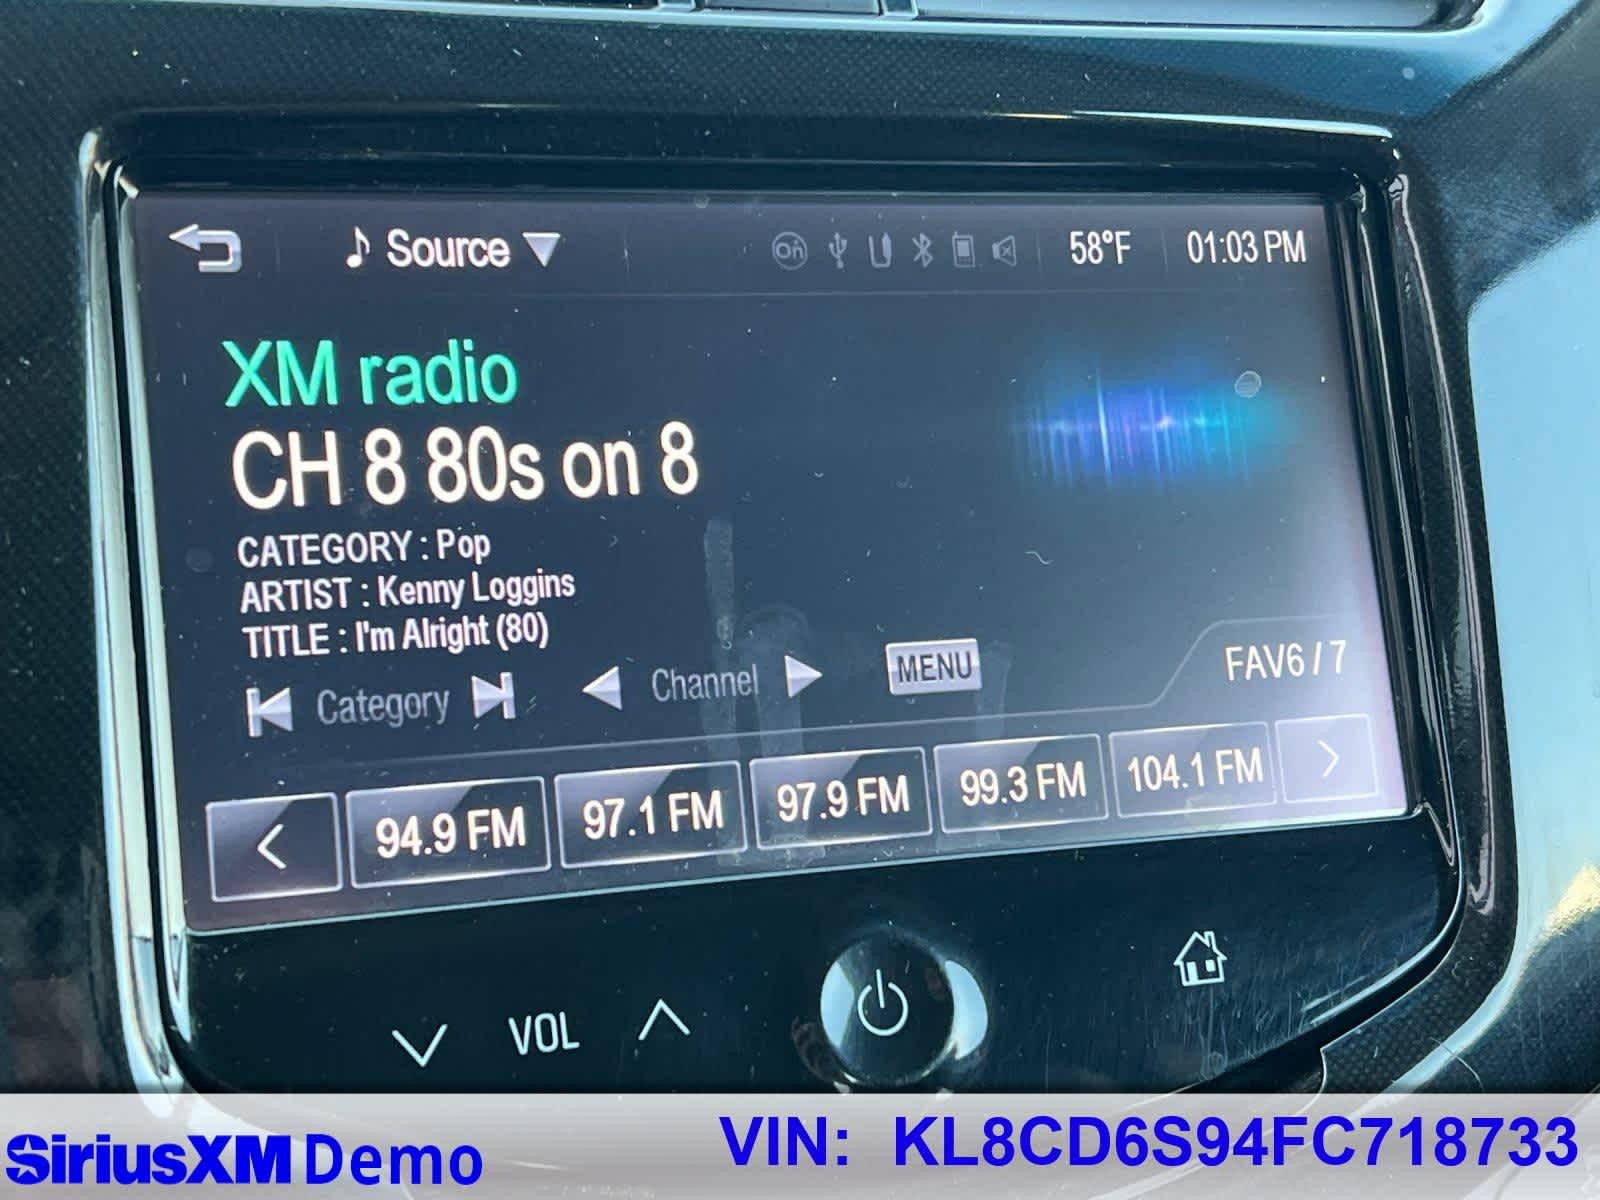 Source
On
58°F
01:03 PM
XM radio
CH 8 80s on 8
CATEGORY : Pop
ARTIST : Kenny Loggins
TITLE : I'm Alright (80)
Category
Channel
MENU
FAV6 / 7
94.9 FM
97.1 FM
97.9 FM
99.3 FM
104.1 FM
VOL
SiriusXM Demo
VIN: KL8CD6S94FC718733